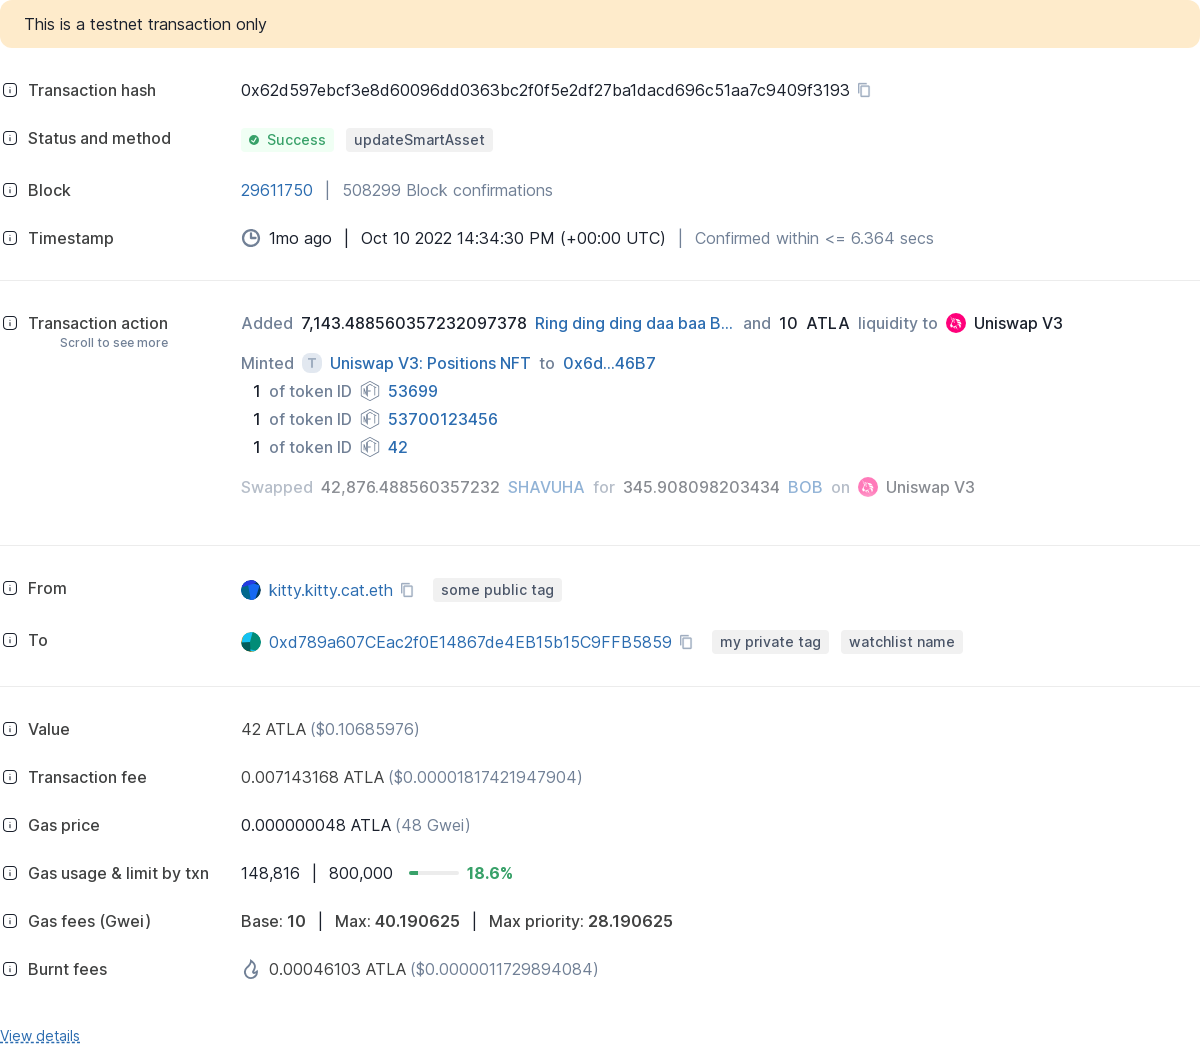 This is a testnet transaction only
Transaction hash 0x62d597ebcf3e8d60096dd0363bc2f0f5e2df27ba1dacd696c51aa7c9409f3193
Status and method Success updateSmartAsset
Block 29611750 | 508299 Block confirmations
Timestamp 1mo ago | Oct 10 2022 14:34:30 PM (+00:00 UTC) | Confirmed within <= 6.364 secs
Transaction action Added 7,143.488560357232097378 Ring ding ding daa baa B... and 10 ATLA liquidity to Uniswap V3
Scroll to see more
Minted T Uniswap V3: Positions NFT to 0x6d...46B7
1 of token ID NFT 53699
1 of token ID NFT 53700123456
1 of token ID NFT 42
Swapped 42,876.488560357232 SHAVUHA for 345.908098203434 BOB on Uniswap V3
From kitty.kitty.cat.eth some public tag
To 0xd789a607CEac2f0E14867de4EB15b15C9FFB5859 my private tag watchlist name
Value 42 ATLA ($0.10685976)
Transaction fee 0.007143168 ATLA ($0.00001817421947904)
Gas price 0.000000048 ATLA (48 Gwei)
Gas usage & limit by txn 148,816 | 800,000 18.6%
Gas fees (Gwei) Base: 10 | Max: 40.190625 | Max priority: 28.190625
Burnt fees 0.00046103 ATLA ($0.0000011729894084)
View details